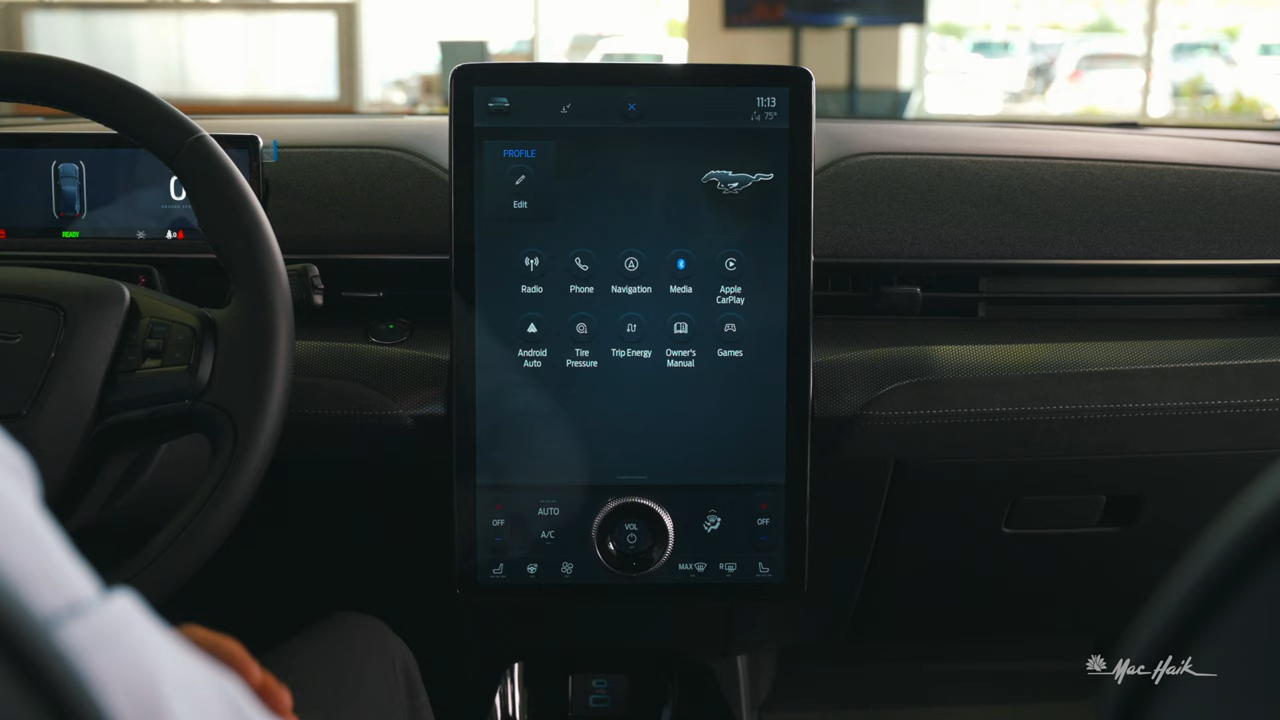 11:13
75°
PROFILE
Edit
0
READY
Radio
Phone
Navigation
Media
Apple
CarPlay
Android
Auto
Tire
Pressure
Trip Energy
Owner's
Manual
Games
AUTO
OFF
A/C
VOL
OFF
MAX
R
Mac Haik